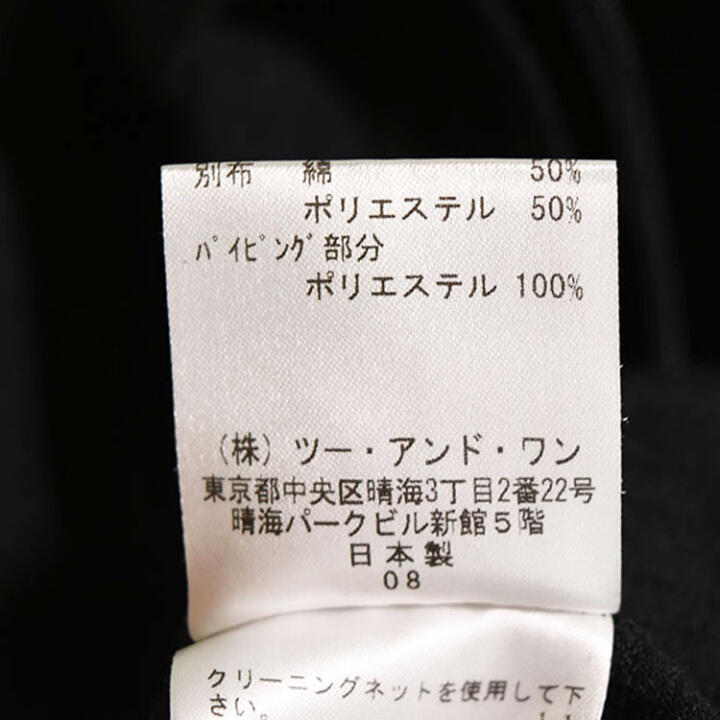 別布 綿 50%
ポリエステル 50%
ﾊﾟｲﾋﾟﾝｸﾞ部分
ポリエステル 100%
(株) ツー・アンド・ワン
東京都中央区晴海3丁目2番22号
晴海パークビル新館5階
日本製
08
クリーニングネットを使用して下
さい。